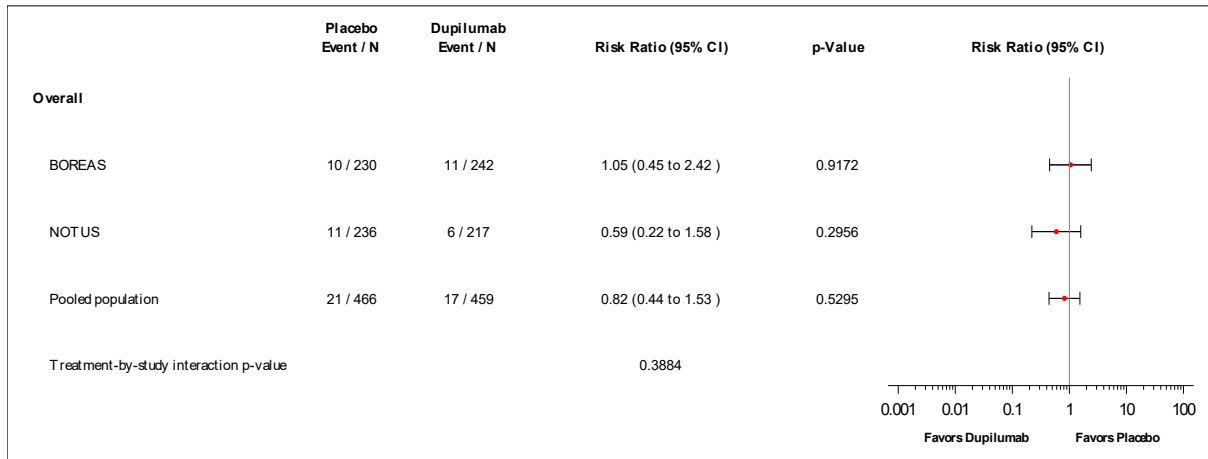 Placebo Dupilumab
Event / N Event / N Risk Ratio (95% CI) p-Value Risk Ratio (95% CI)
Overall
BOREAS 10 / 230 11 / 242 1.05 (0.45 to 2.42 ) 0.9172
NOTUS 11 / 236 6 / 217 0.59 (0.22 to 1.58 ) 0.2956
Pooled population 21 / 466 17 / 459 0.82 (0.44 to 1.53 ) 0.5295
Treatment-by-study interaction p-value 0.3884
0.001 0.01 0.1 1 10 100
Favors Dupilumab Favors Placebo